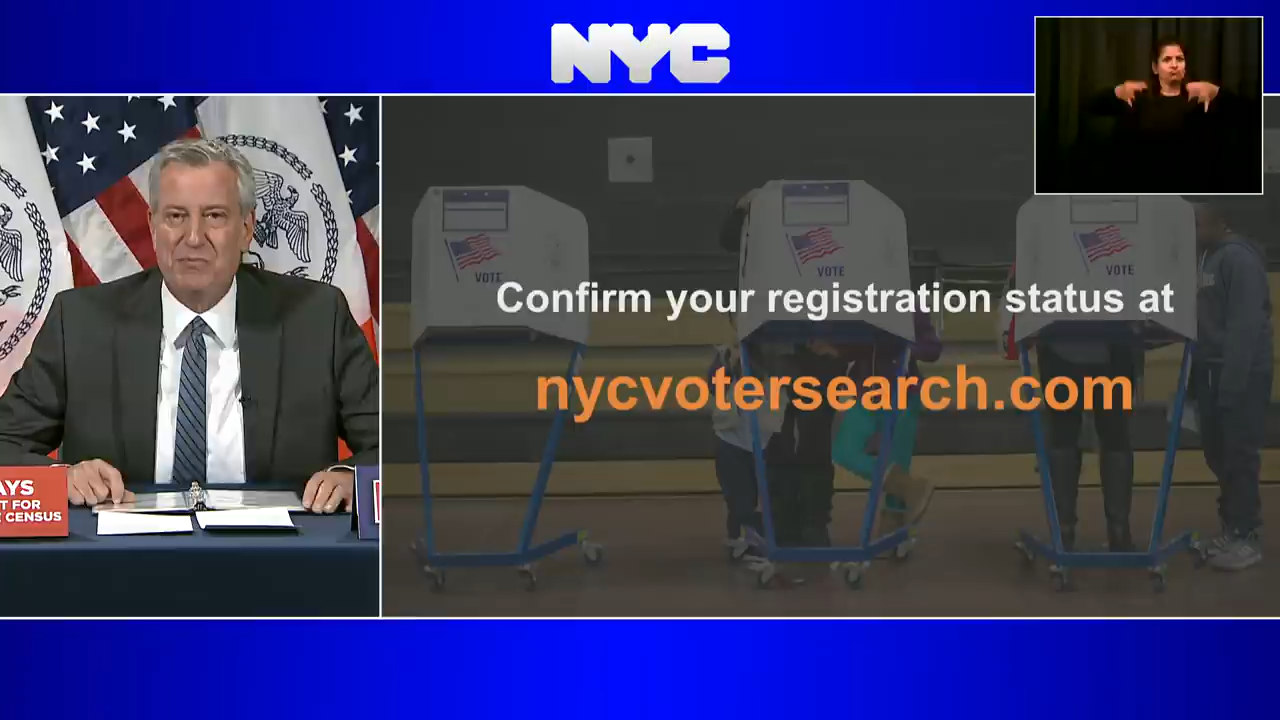 NYC
VOTE
VOTE
VOTE
Confirm your registration status at
nycvotersearch.com
AYS
T FOR
CENSUS